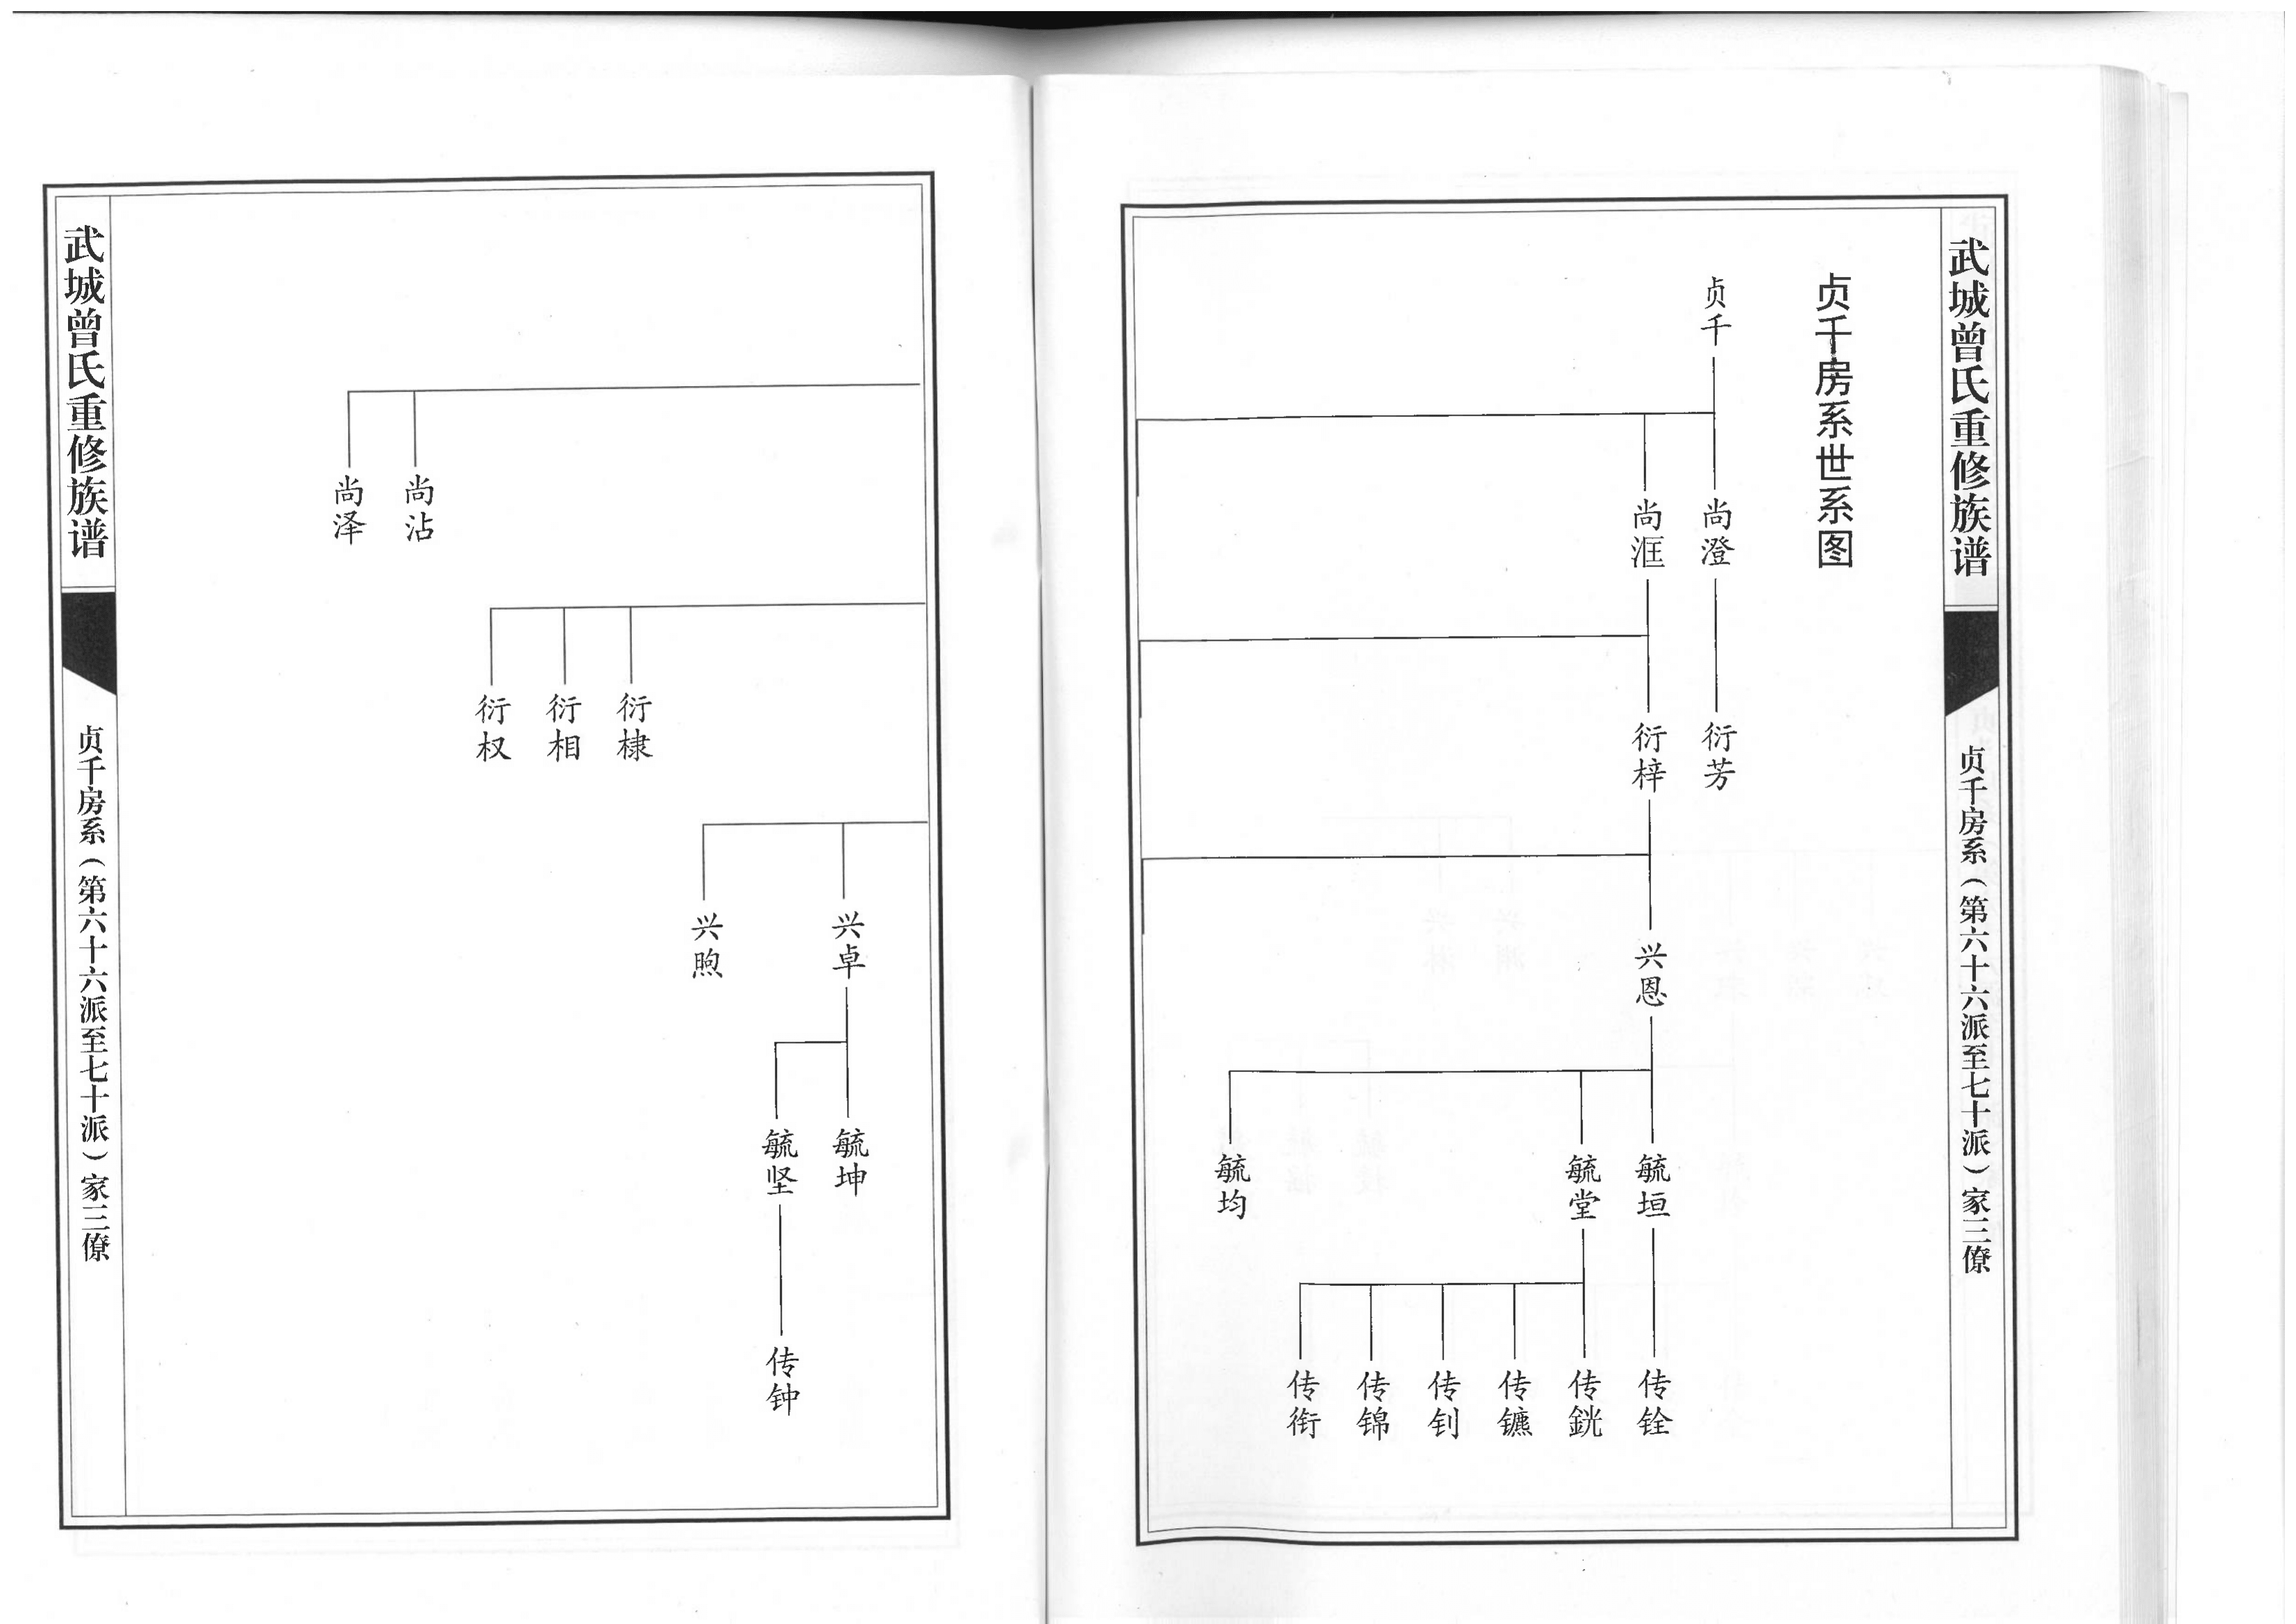 武城曾氏重修族谱
贞千房系（第六十六派至七十派）家三僚
贞千房系世系图
贞千
尚澄
尚洭
衍芳
衍梓
兴恩
毓垣
毓堂
毓均
传铨
传銧
传镳
传钊
传锦
传衔
尚沾
尚泽
衍棣
衍相
衍权
兴卓
兴煦
毓坤
毓坚
传钟
武城曾氏重修族谱
贞千房系（第六十六派至七十派）家三僚